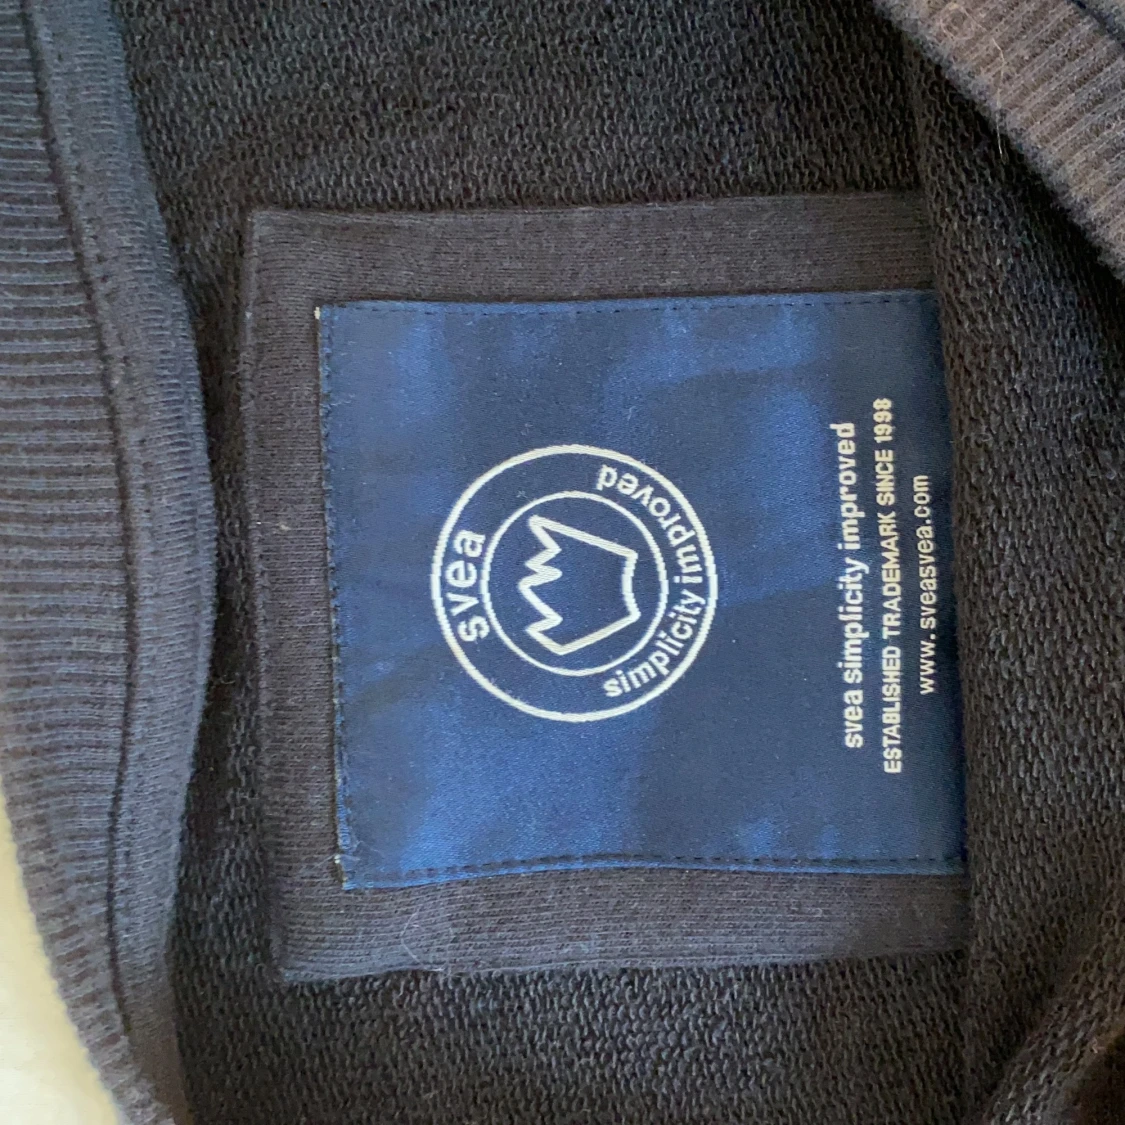 svea
simplicity improved
svea simplicity improved
ESTABLISHED TRADEMARK SINCE 1998
www.sveasvea.com